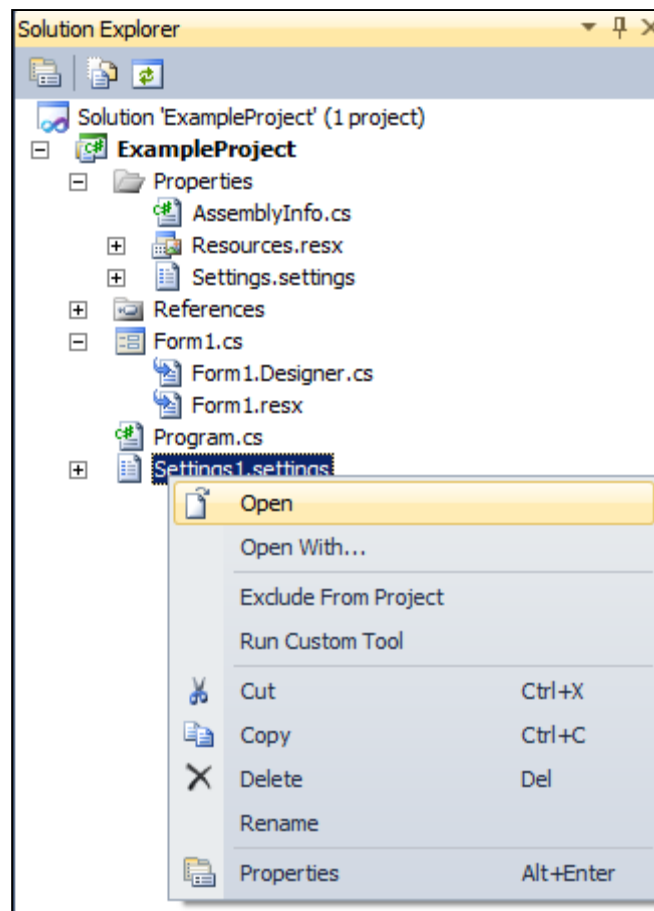 Solution Explorer
Solution 'ExampleProject' (1 project)
ExampleProject
Properties
AssemblyInfo.cs
Resources.resx
Settings.settings
References
Form1.cs
Form1.Designer.cs
Form1.resx
Program.cs
Settings1.settings
Open
Open With...
Exclude From Project
Run Custom Tool
Cut Ctrl+X
Copy Ctrl+C
Delete Del
Rename
Properties Alt+Enter